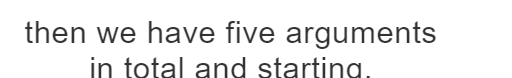 then we have five arguments
in total and starting.